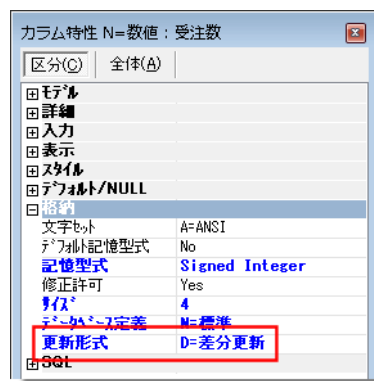 カラム特性 N=数値：受注数
区分(C) 全体(A)
モデル
詳細
入力
表示
スタイル
デフォルト/NULL
格納
文字セット A=ANSI
デフォルト記憶型式 No
記憶型式 Signed Integer
修正許可 Yes
サイズ 4
データベース定義 N=標準
更新形式 D=差分更新
SQL